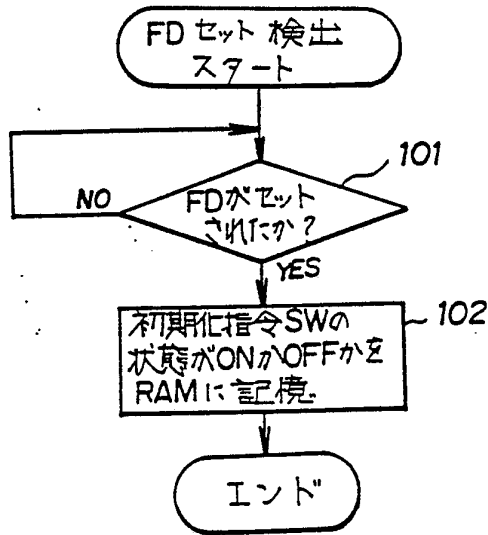 FD セット 検出
スタート
101
NO
FDがセット
されたか?
YES
102
初期化指令SWの
状態がONかOFFかを
RAMに記憶.
エンド